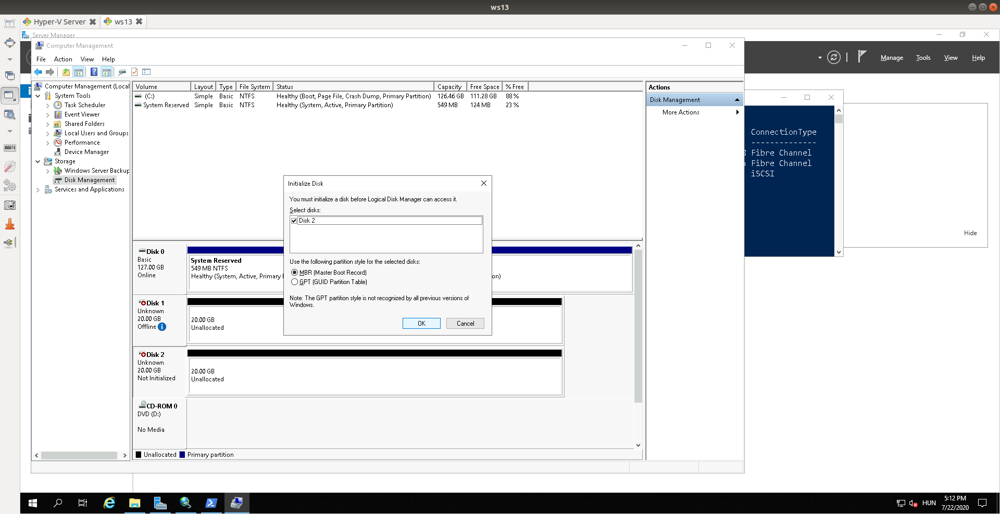 ws13
Hyper-V Server
ws13
Server Manager
Computer Management
File Action View Help
Manage Tools View Help
Computer Management (Local
System Tools
Task Scheduler
Event Viewer
Shared Folders
Local Users and Groups
Performance
Device Manager
Storage
Windows Server Backup
Disk Management
Services and Applications
Volume Layout Type File System Status Capacity Free Space % Free
(C:) Simple Basic NTFS Healthy (Boot, Page File, Crash Dump, Primary Partition) 126.46 GB 111.28 GB 88 %
System Reserved Simple Basic NTFS Healthy (System, Active, Primary Partition) 549 MB 124 MB 23 %
Actions
Disk Management
More Actions
ConnectionType
--------------
Fibre Channel
Fibre Channel
iSCSI
Hide
Initialize Disk
You must initialize a disk before Logical Disk Manager can access it.
Select disks:
Disk 2
Use the following partition style for the selected disks:
MBR (Master Boot Record)
GPT (GUID Partition Table)
Note: The GPT partition style is not recognized by all previous versions of
Windows.
OK Cancel
Disk 0
Basic
127.00 GB
Online
System Reserved
549 MB NTFS
Healthy (System, Active, Primary
on)
Disk 1
Unknown
20.00 GB
Offline
20.00 GB
Unallocated
Disk 2
Unknown
20.00 GB
Not Initialized
20.00 GB
Unallocated
CD-ROM 0
DVD (D:)
No Media
Unallocated Primary partition
HUN
5:12 PM
7/22/2020